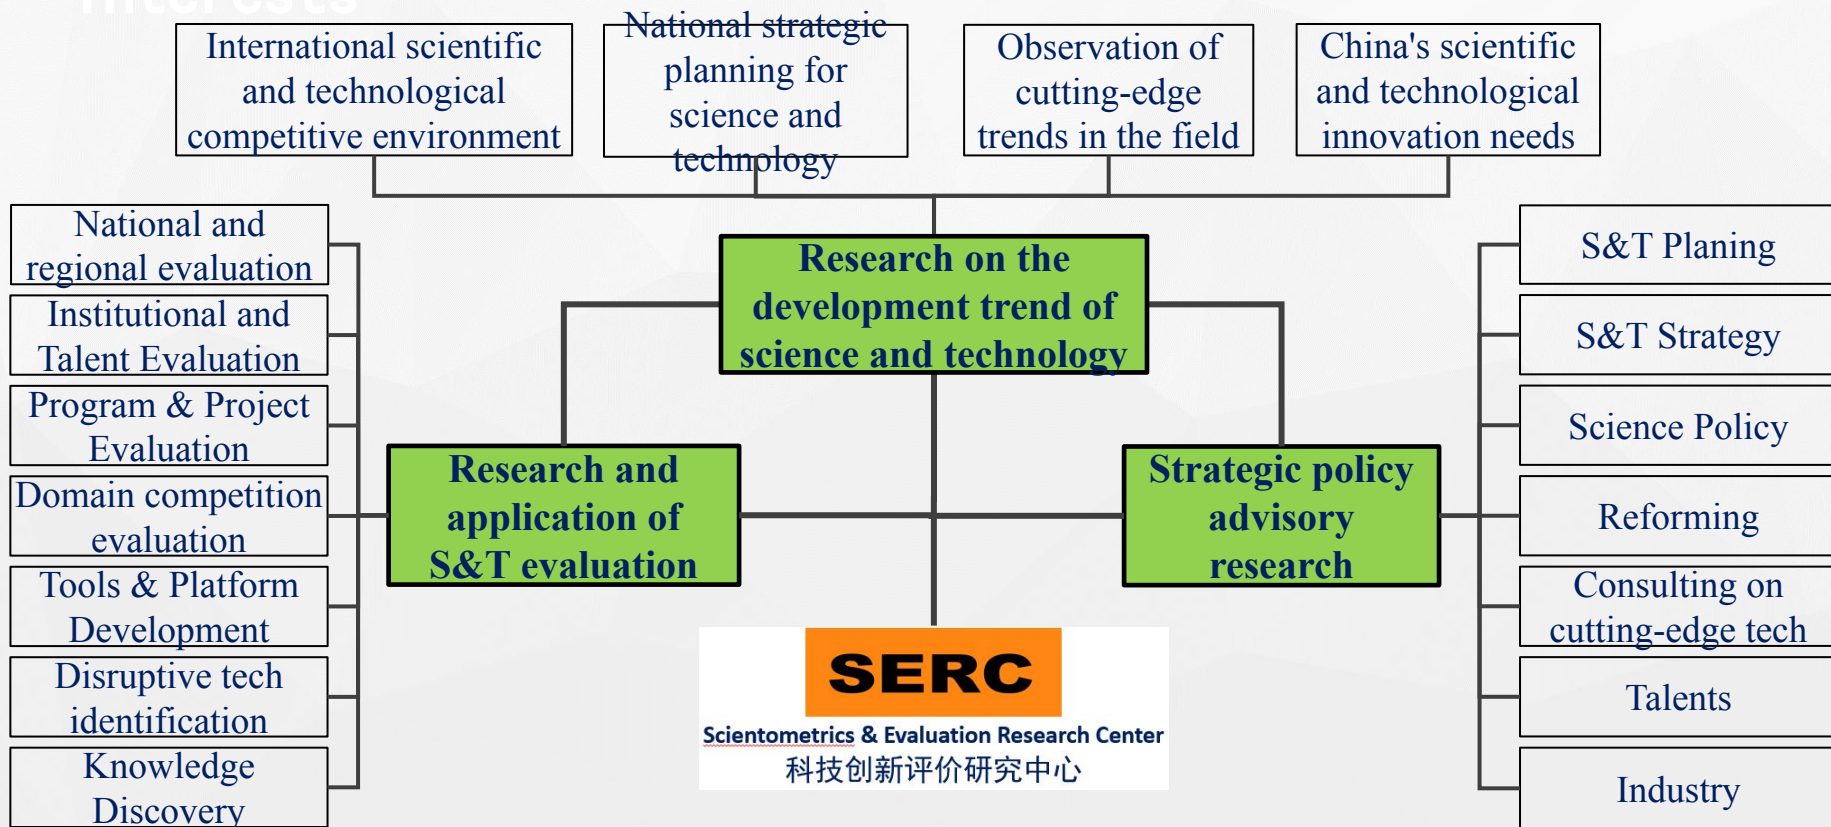 Interests
International scientific
and technological
competitive environment
National strategic
planning for
science and
technology
Observation of
cutting-edge
trends in the field
China's scientific
and technological
innovation needs
National and
regional evaluation
Institutional and
Talent Evaluation
Program & Project
Evaluation
Domain competition
evaluation
Tools & Platform
Development
Disruptive tech
identification
Knowledge
Discovery
Research on the
development trend of
science and technology
Research and
application of
S&T evaluation
Strategic policy
advisory
research
SERC
Scientometrics & Evaluation Research Center
科技创新评价研究中心
S&T Planing
S&T Strategy
Science Policy
Reforming
Consulting on
cutting-edge tech
Talents
Industry